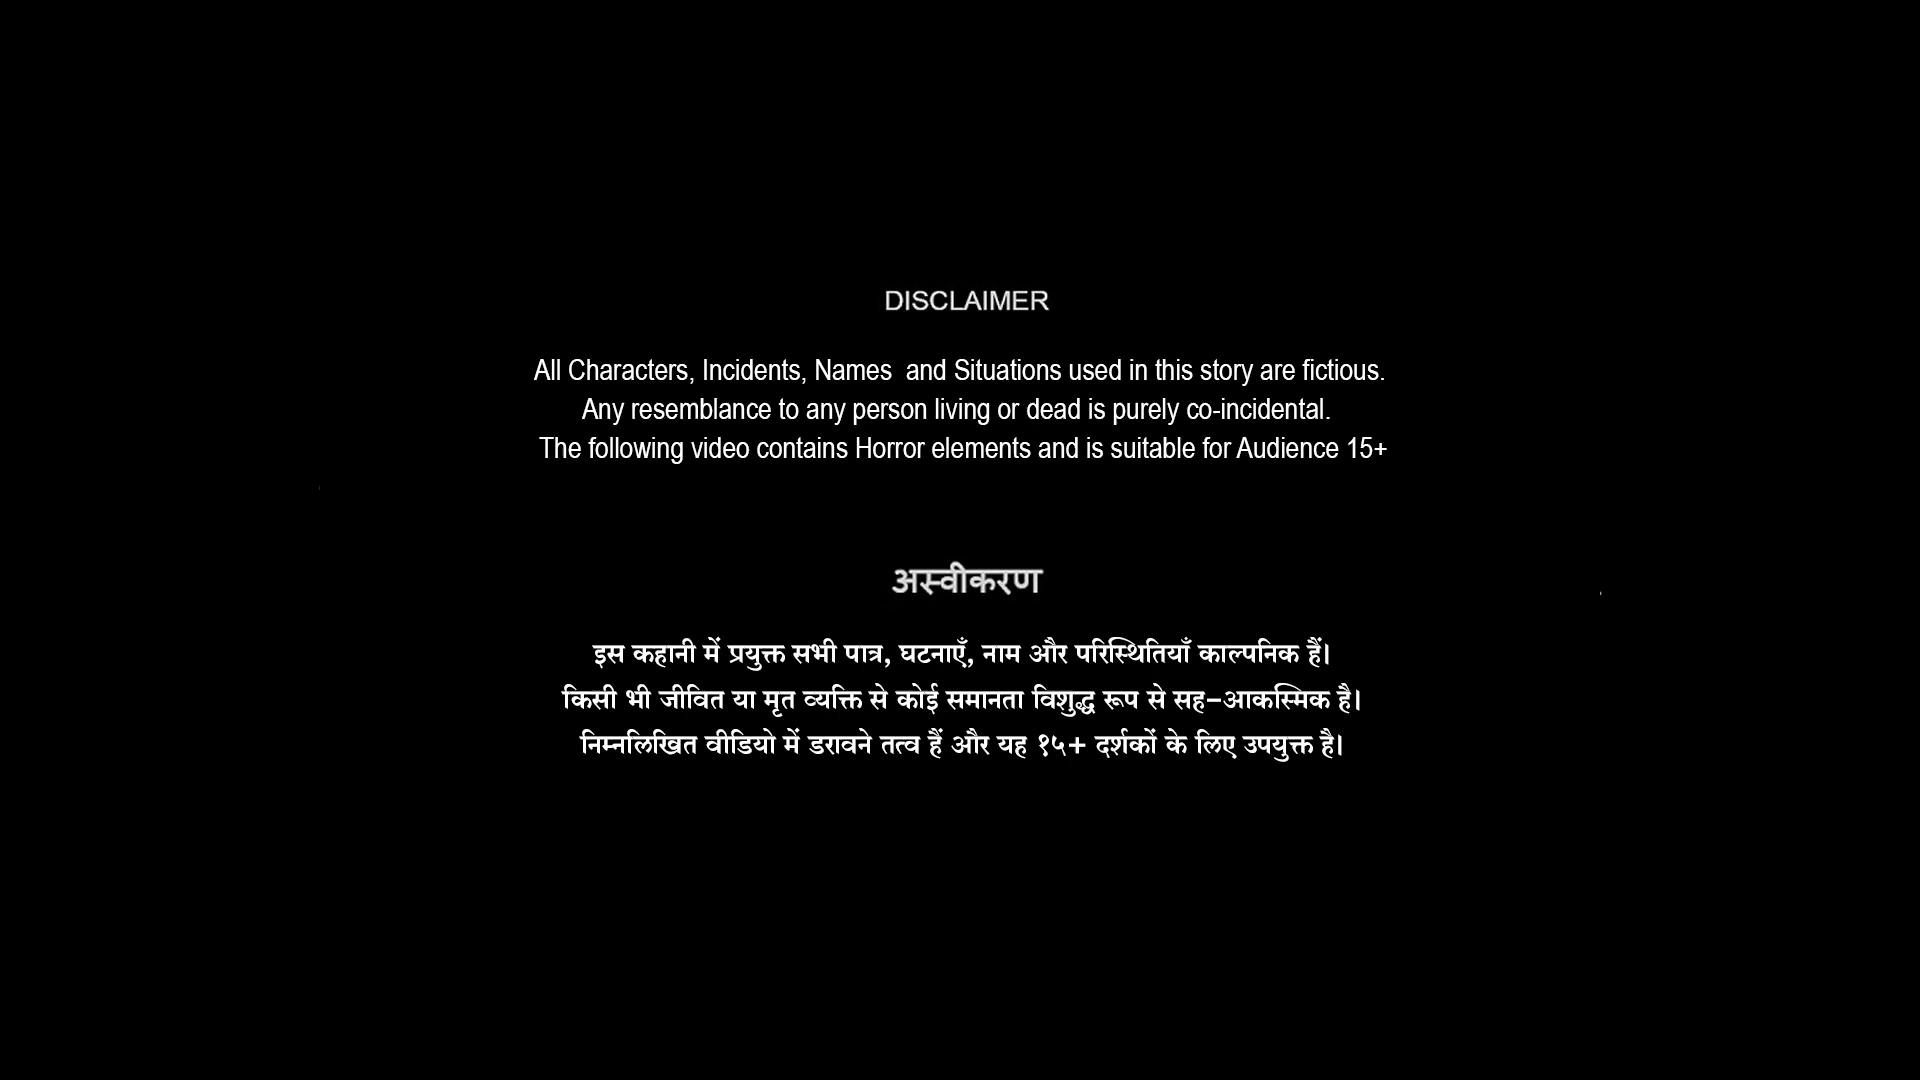 DISCLAIMER
All Characters, Incidents, Names  and Situations used in this story are fictious.
Any resemblance to any person living or dead is purely co-incidental.
The following video contains Horror elements and is suitable for Audience 15+
अस्वीकरण
इस कहानी में प्रयुक्त सभी पात्र, घटनाएँ, नाम और परिस्थितियाँ काल्पनिक हैं।
किसी भी जीवित या मृत व्यक्ति से कोई समानता विशुद्ध रूप से सह-आकस्मिक है।
निम्नलिखित वीडियो में डरावने तत्व हैं और यह १५+ दर्शकों के लिए उपयुक्त है।